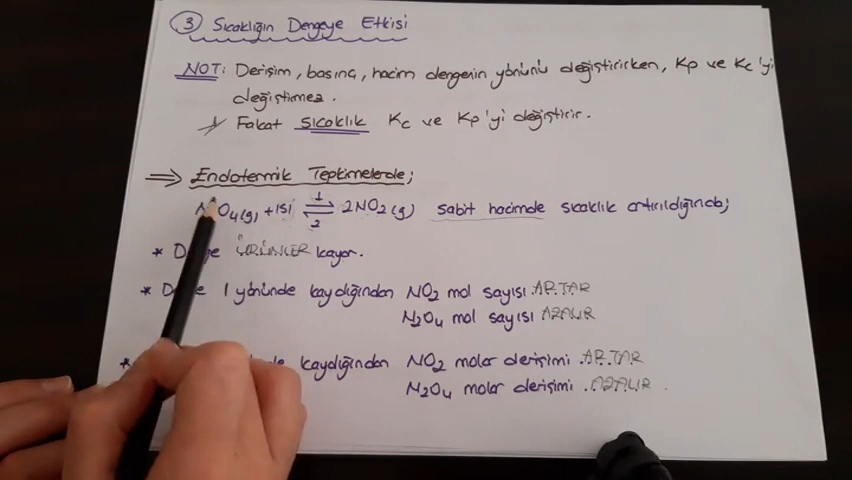 3 Sıcaklığın Dengeye Etkisi
NOT: Derişim, basınç, hacim dengenin yönünü değiştirirken, Kp ve Kc'yi
değiştirmez.
Fakat sıcaklık Kc ve Kp'yi değiştirir.
⇒ Endotermik Tepkimelerde;
O4(g) + ısı 1 ⇌ 2 2NO2(g) sabit hacimde sıcaklık artırıldığında;
* ÜRÜNLER kayar.
* 1 yönünde kaydığından NO2 mol sayısı ARTAR
N2O4 mol sayısı AZALIR
* kaydığından NO2 molar derişimi ARTAR
N2O4 molar derişimi AZALIR.